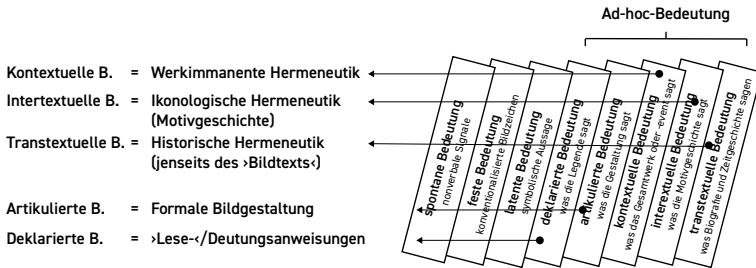 Ad-hoc-Bedeutung
Kontextuelle B. = Werkimmanente Hermeneutik
Intertextuelle B. = Ikonologische Hermeneutik
(Motivgeschichte)
Transtextuelle B. = Historische Hermeneutik
(jenseits des ›Bildtexts‹)
Artikulierte B. = Formale Bildgestaltung
Deklarierte B. = ›Lese-‹/Deutungsanweisungen
spontane Bedeutung
nonverbale Signale
feste Bedeutung
konventionalisierte Bildzeichen
latente Bedeutung
symbolische Aussage
deklarierte Bedeutung
was die Legende sagt
artikulierte Bedeutung
was die Gestaltung sagt
kontextuelle Bedeutung
was das Gesamtwerk oder -event sagt
interextuelle Bedeutung
was die Motivgeschichte sagt
transtextuelle Bedeutung
was Biografie und Zeitgeschichte sagen